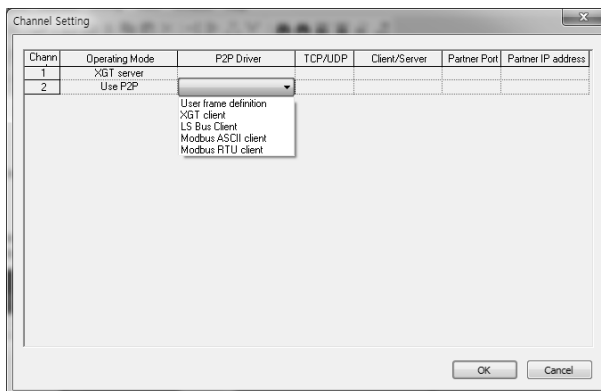 Channel Setting
Chann Operating Mode P2P Driver TCP/UDP Client/Server Partner Port Partner IP address
1 XGT server
2 Use P2P
User frame definition
XGT client
LS Bus Client
Modbus ASCII client
Modbus RTU client
OK Cancel